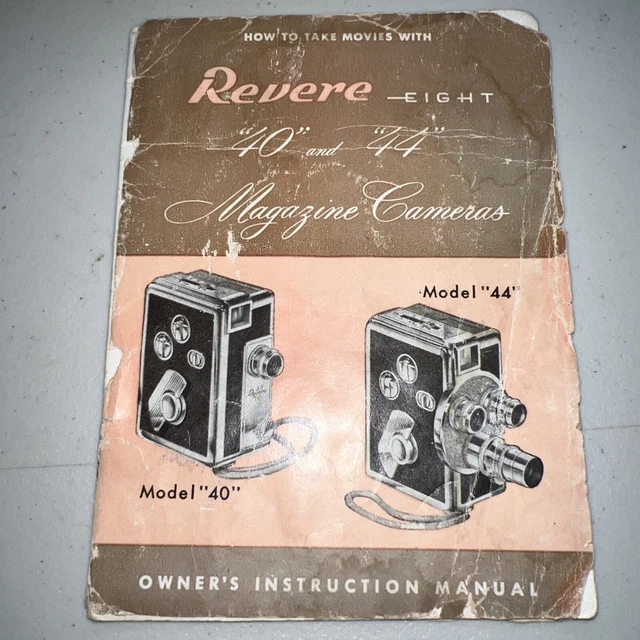 HOW TO TAKE MOVIES WITH
Revere EIGHT
"40" and "44"
Magazine Cameras
Model "44"
Model "40"
OWNER'S INSTRUCTION MANUAL